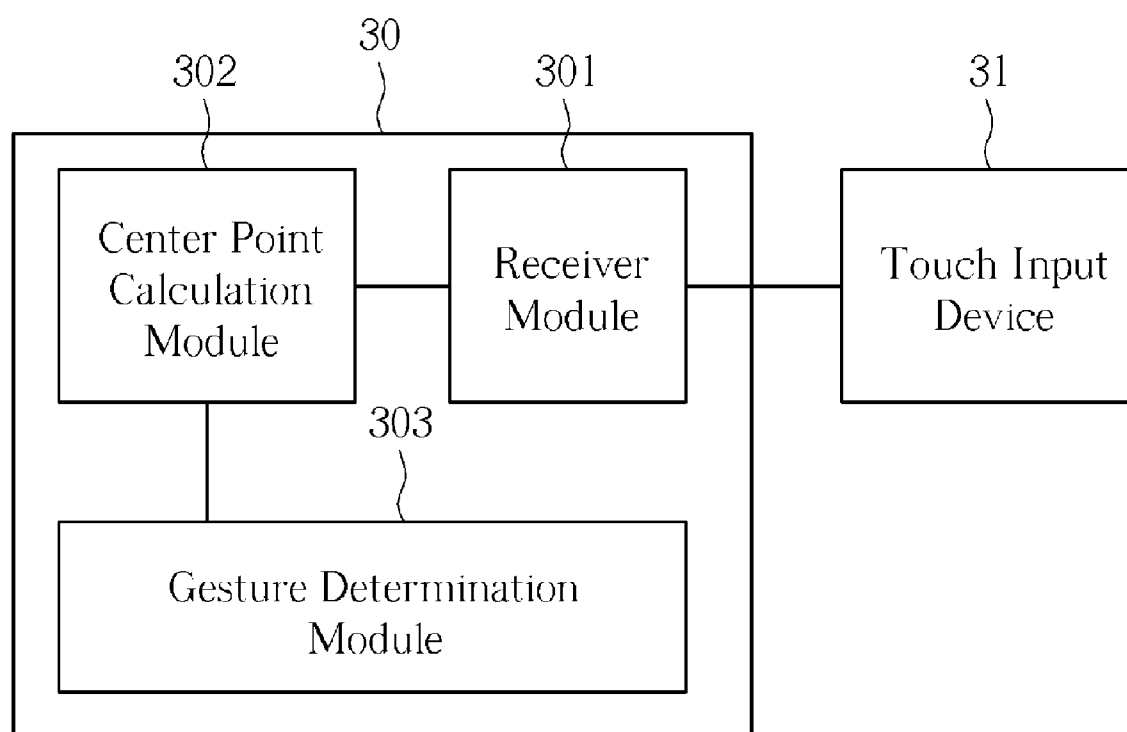 30
302
301
31
Center Point
Calculation
Module
Receiver
Module
Touch Input
Device
303
Gesture Determination
Module